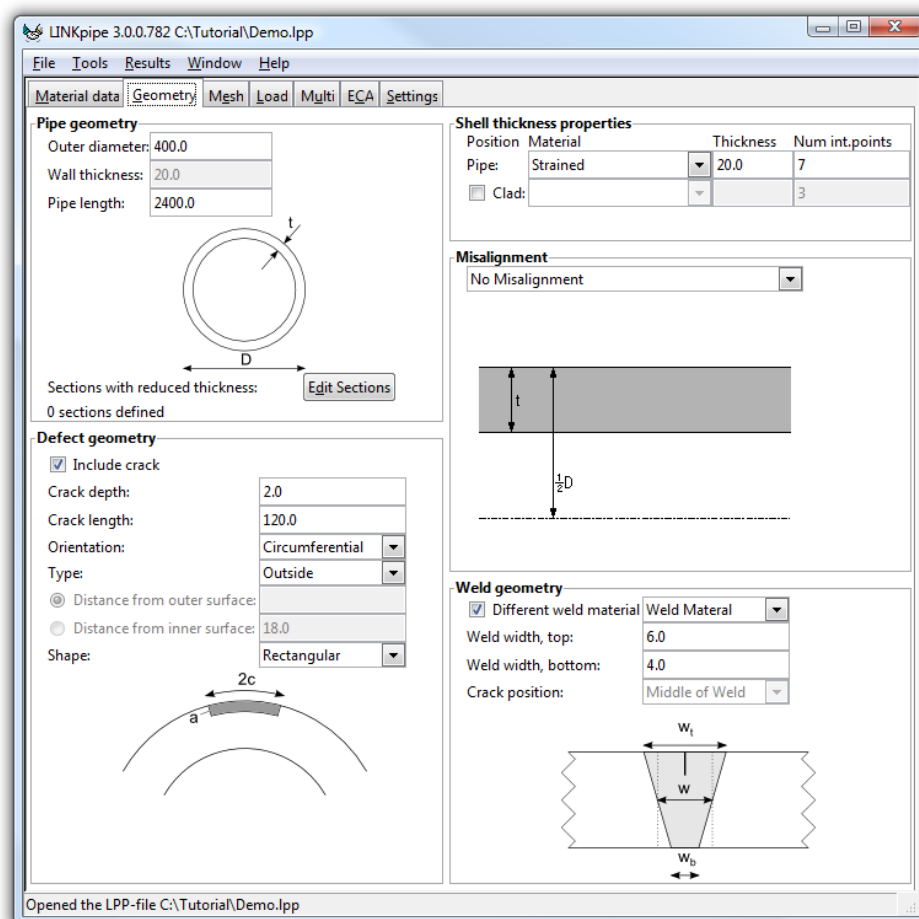 LINKpipe 3.0.0.782 C:\Tutorial\Demo.lpp
File Tools Results Window Help
Material data Geometry Mesh Load Multi ECA Settings
Pipe geometry
Outer diameter: 400.0
Wall thickness: 20.0
Pipe length: 2400.0
t
D
Sections with reduced thickness: Edit Sections
0 sections defined
Defect geometry
Include crack
Crack depth: 2.0
Crack length: 120.0
Orientation: Circumferential
Type: Outside
Distance from outer surface:
Distance from inner surface: 18.0
Shape: Rectangular
2c
a
Shell thickness properties
Position Material Thickness Num int.points
Pipe: Strained 20.0 7
Clad: 3
Misalignment
No Misalignment
t
½D
Weld geometry
Different weld material Weld Materal
Weld width, top: 6.0
Weld width, bottom: 4.0
Crack position: Middle of Weld
wt
w
wb
Opened the LPP-file C:\Tutorial\Demo.lpp